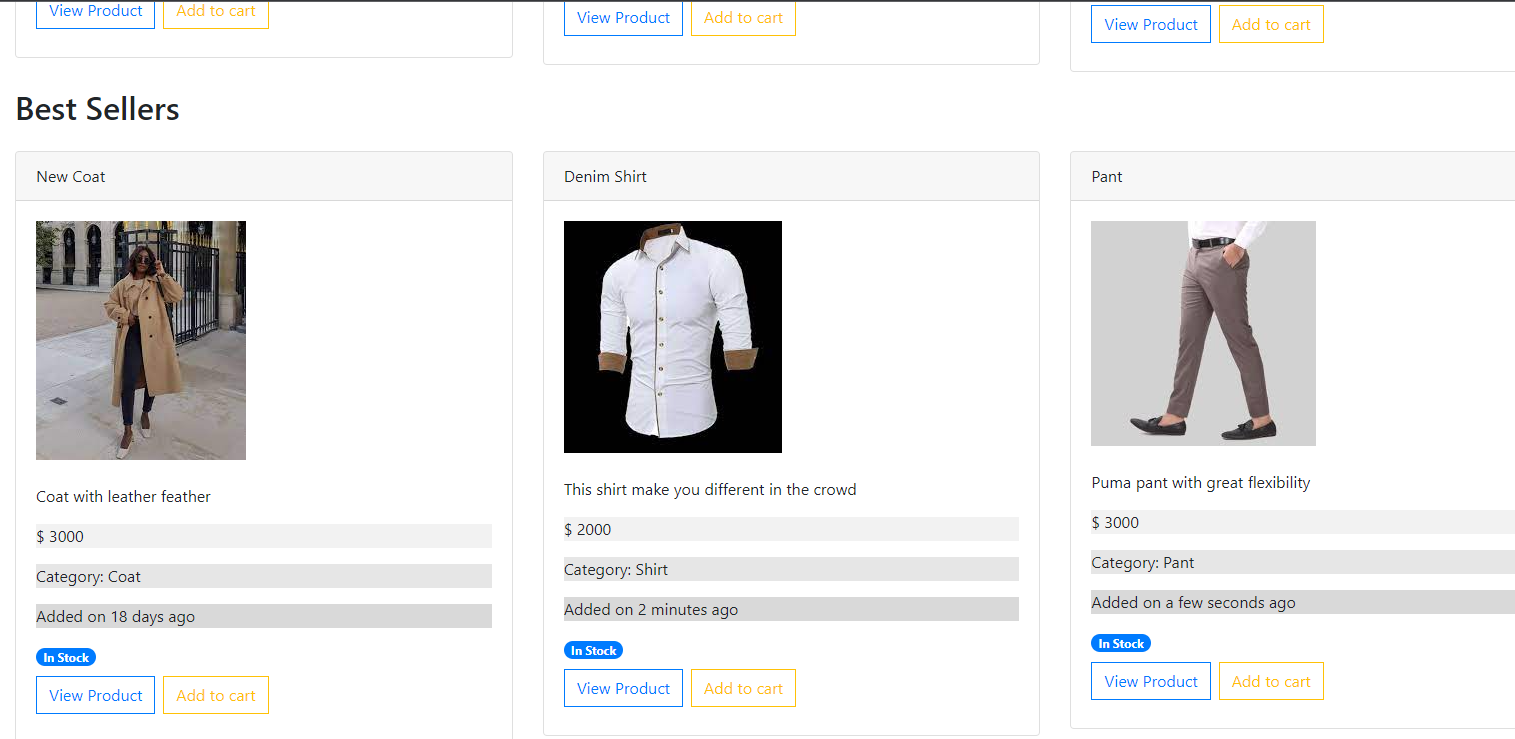 View Product Add to cart
View Product Add to cart
View Product Add to cart
Best Sellers
New Coat
Coat with leather feather
$ 3000
Category: Coat
Added on 18 days ago
In Stock
View Product Add to cart
Denim Shirt
This shirt make you different in the crowd
$ 2000
Category: Shirt
Added on 2 minutes ago
In Stock
View Product Add to cart
Pant
Puma pant with great flexibility
$ 3000
Category: Pant
Added on a few seconds ago
In Stock
View Product Add to cart